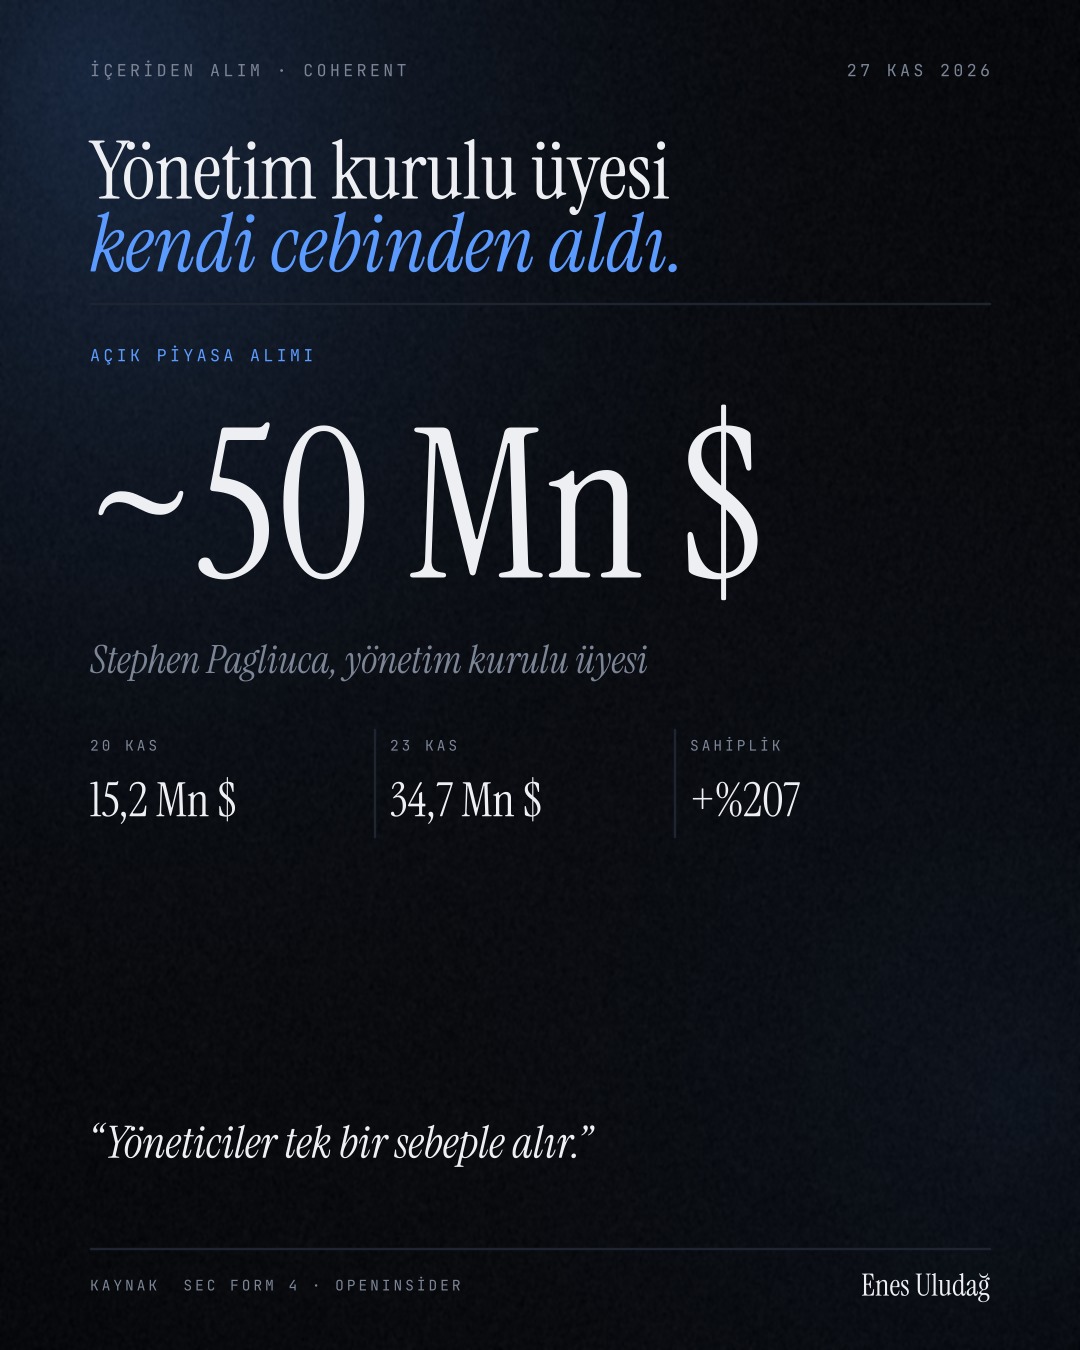 İÇERİDEN ALIM · COHERENT
27 KAS 2026
Yönetim kurulu üyesi
kendi cebinden aldı.
AÇIK PİYASA ALIMI
~50 Mn $
Stephen Pagliuca, yönetim kurulu üyesi
20 KAS
15,2 Mn $
23 KAS
34,7 Mn $
SAHİPLİK
+%207
“Yöneticiler tek bir sebeple alır.”
KAYNAK SEC FORM 4 · OPENINSİDER
Enes Uludağ